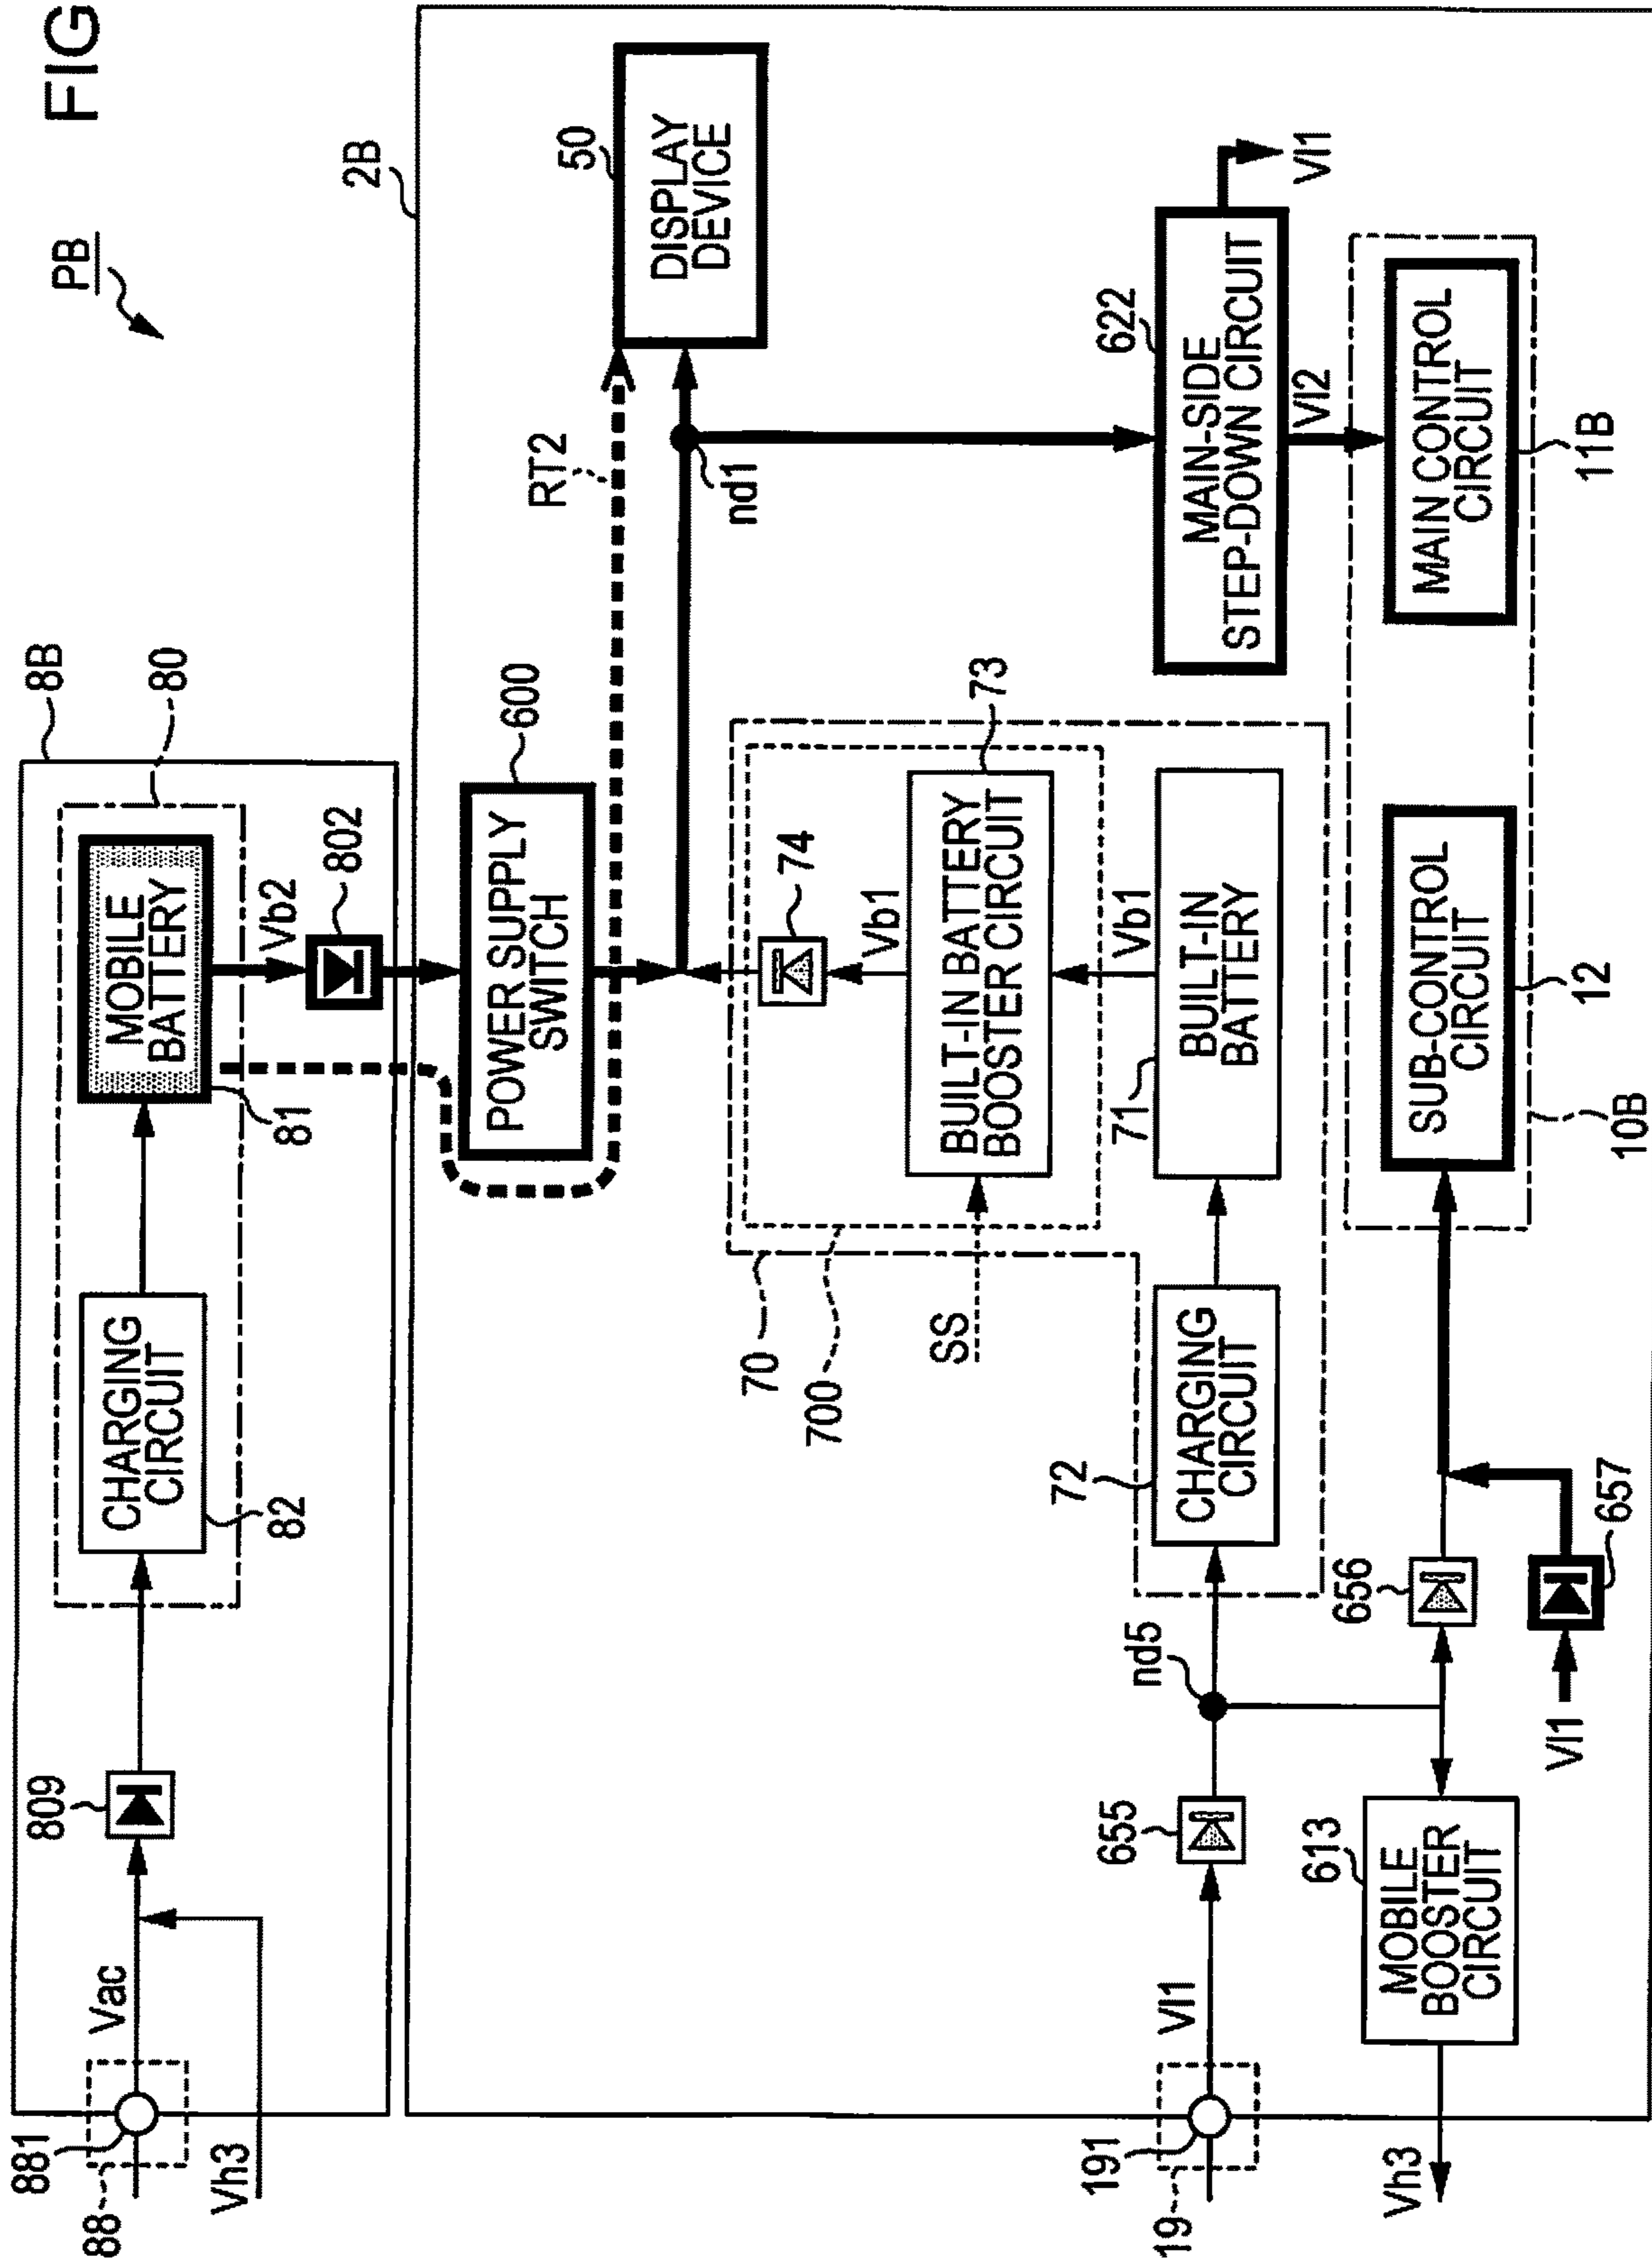 FIG
PB
8B
80
MOBILE
BATTERY
81
CHARGING
CIRCUIT
82
809
Vac
881
88
Vh3
Vb2
802
2B
POWER SUPPLY
SWITCH
600
RT2
nd1
50
DISPLAY
DEVICE
74
Vb1
73
BUILT-IN BATTERY
BOOSTER CIRCUIT
SS
70
700
Vb1
71
BUILT-IN
BATTERY
72
CHARGING
CIRCUIT
nd5
655
Vl1
191
19
622
MAIN-SIDE
STEP-DOWN CIRCUIT
Vl1
Vl2
MAIN CONTROL
CIRCUIT
11B
SUB-CONTROL
CIRCUIT
12
10B
656
657
Vl1
613
MOBILE
BOOSTER
CIRCUIT
Vh3